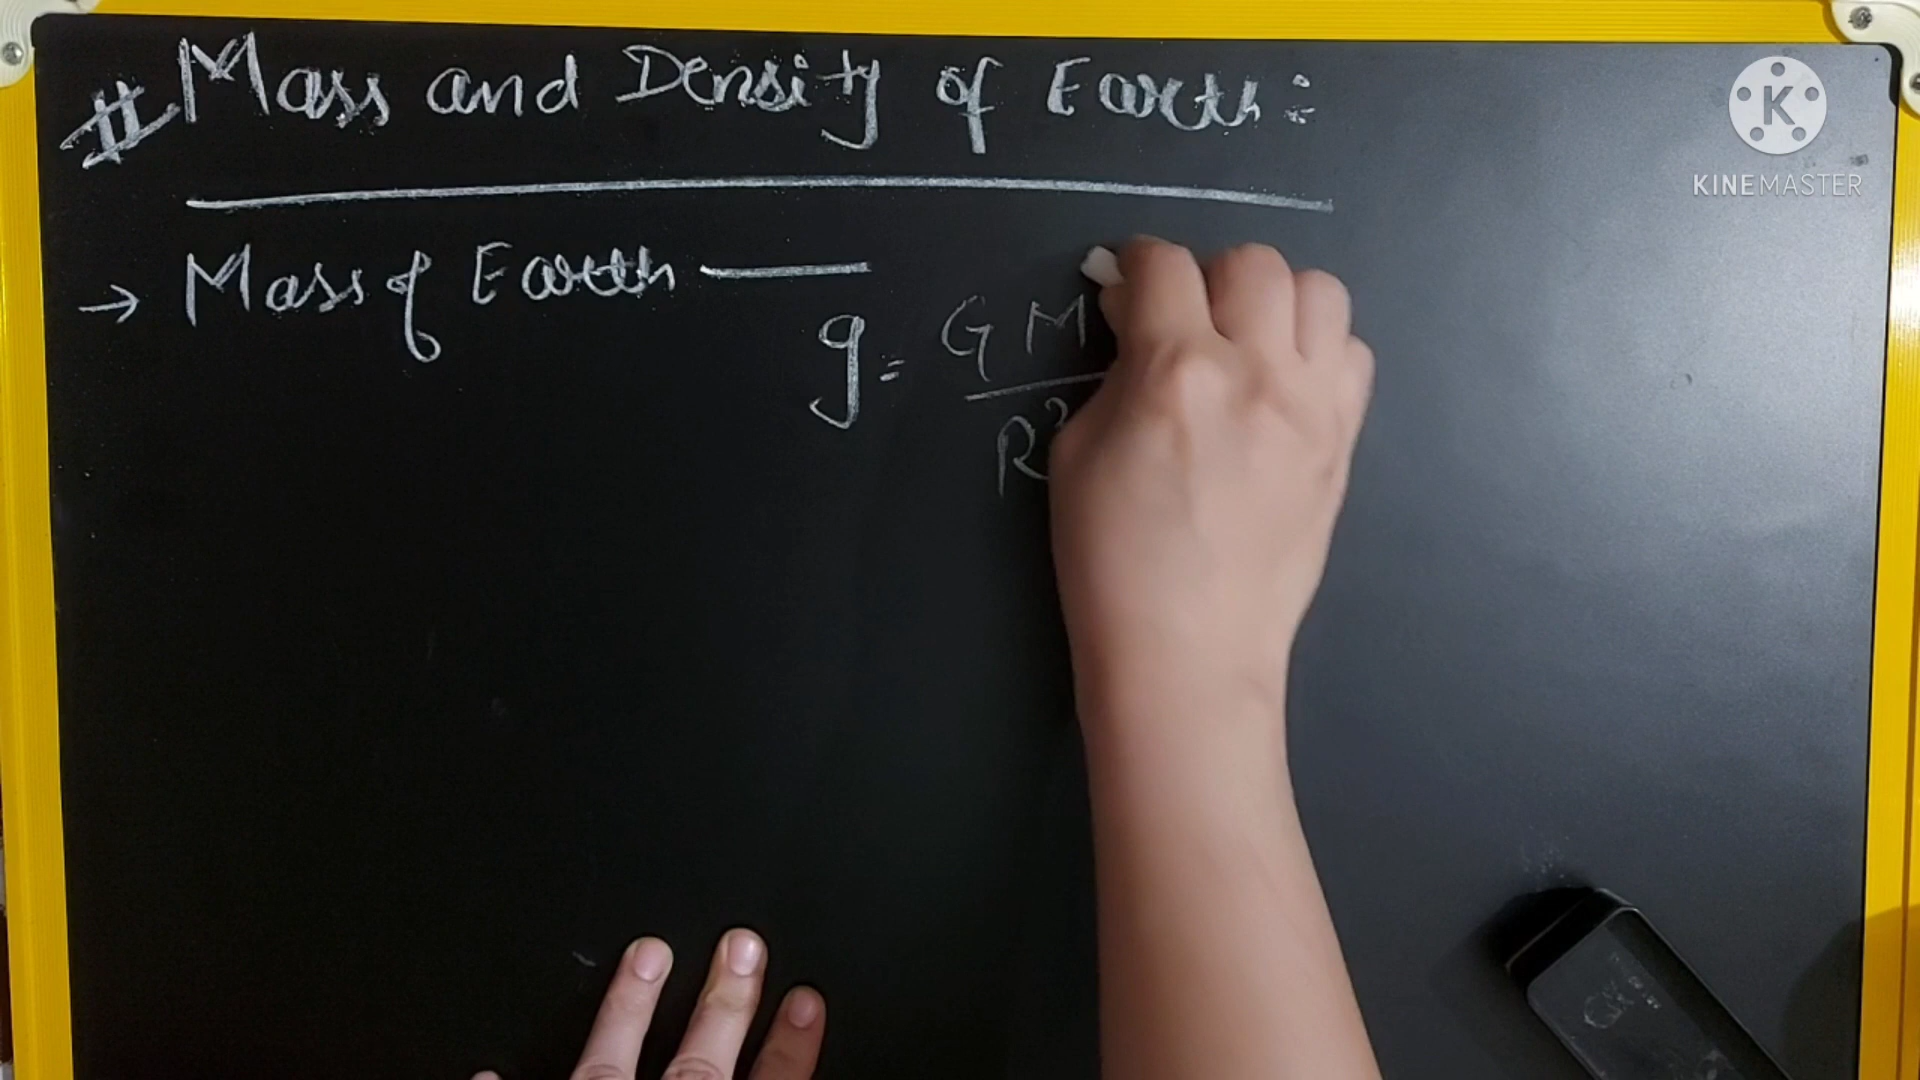 # Mass and Density of Earth :
→ Mass of Earth —
g = GM
R²
K
KINEMASTER